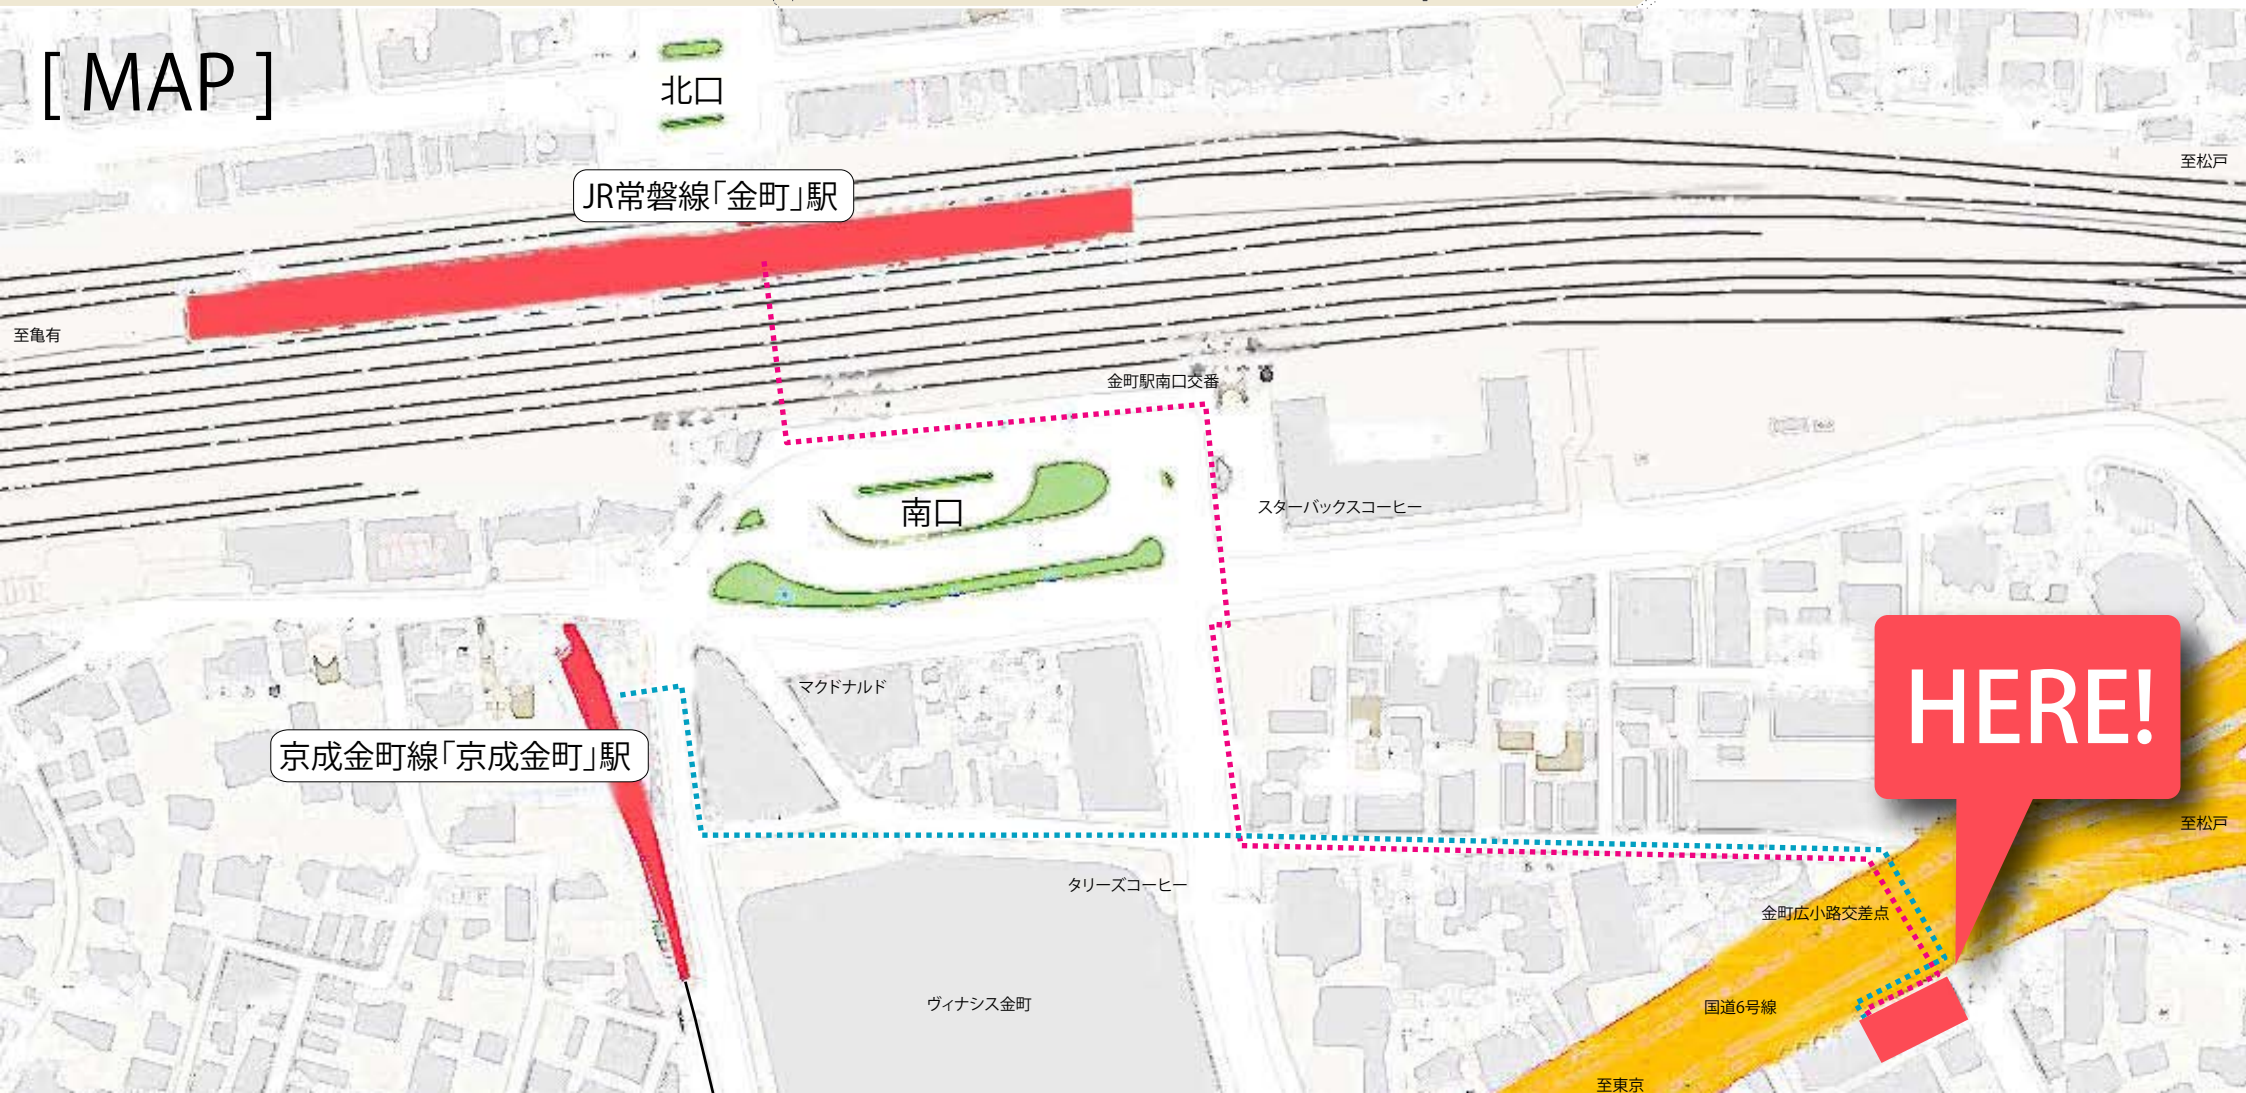 [ MAP ]
北口
至松戸
JR常磐線「金町」駅
至亀有
金町駅南口交番
南口
スターバックスコーヒー
マクドナルド
HERE!
京成金町線「京成金町」駅
至松戸
タリーズコーヒー
金町広小路交差点
ヴィナシス金町
国道6号線
至東京